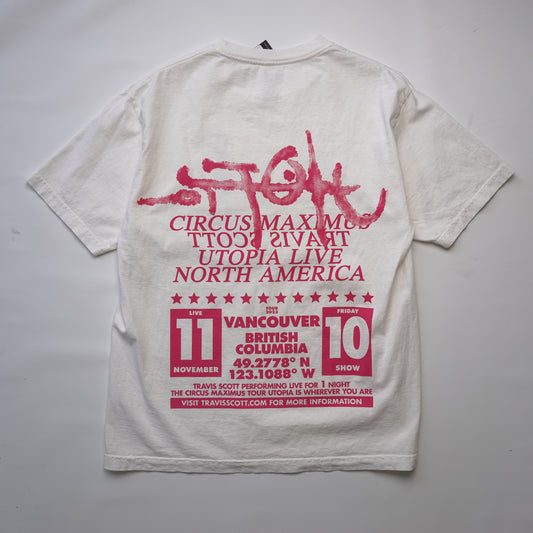 CIRCUS MAXIMUS
TRAVIS SCOTT
UTOPIA LIVE
NORTH AMERICA
TOUR
2023
LIVE
11
NOVEMBER
VANCOUVER
BRITISH
COLUMBIA
49.2778° N
123.1088° W
FRIDAY
10
SHOW
TRAVIS SCOTT PERFORMING LIVE FOR 1 NIGHT
THE CIRCUS MAXIMUS TOUR UTOPIA IS WHEREVER YOU ARE
VISIT TRAVISSCOTT.COM FOR MORE INFORMATION